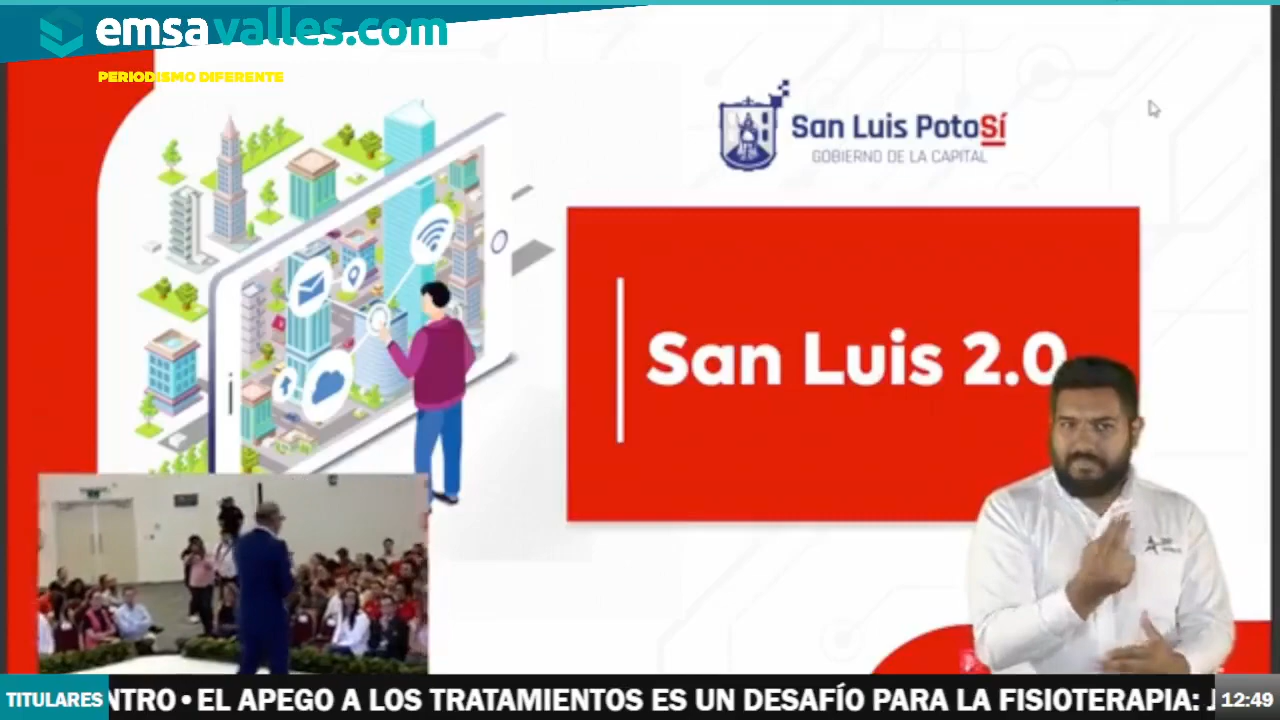 emsavalles.com
PERIODISMO DIFERENTE
San Luis PotoSí
GOBIERNO DE LA CAPITAL
San Luis 2.0
TITULARES
NTRO • EL APEGO A LOS TRATAMIENTOS ES UN DESAFÍO PARA LA FISIOTERAPIA: J
12:49